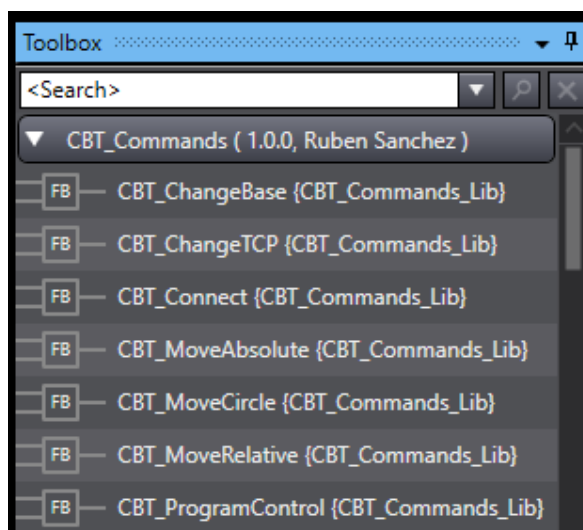 Toolbox
<Search>
CBT_Commands ( 1.0.0, Ruben Sanchez )
FB CBT_ChangeBase {CBT_Commands_Lib}
FB CBT_ChangeTCP {CBT_Commands_Lib}
FB CBT_Connect {CBT_Commands_Lib}
FB CBT_MoveAbsolute {CBT_Commands_Lib}
FB CBT_MoveCircle {CBT_Commands_Lib}
FB CBT_MoveRelative {CBT_Commands_Lib}
FB CBT_ProgramControl {CBT_Commands_Lib}